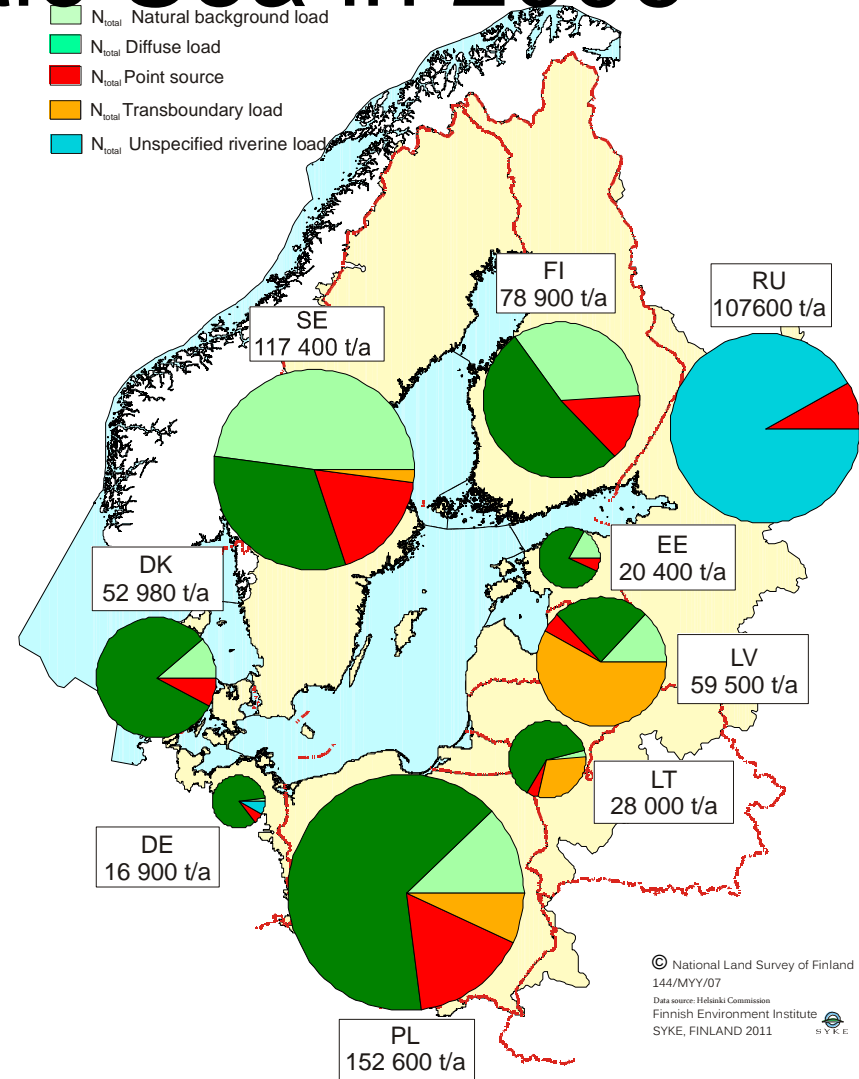 N total Natural background load
N total Diffuse load
N total Point source
N total Transboundary load
N total Unspecified riverine load
FI
78 900 t/a
RU
107600 t/a
SE
117 400 t/a
DK
52 980 t/a
EE
20 400 t/a
LV
59 500 t/a
LT
28 000 t/a
DE
16 900 t/a
PL
152 600 t/a
© National Land Survey of Finland
144/MYY/07
Data source: Helsinki Commission
Finnish Environment Institute
SYKE, FINLAND 2011
SYKE